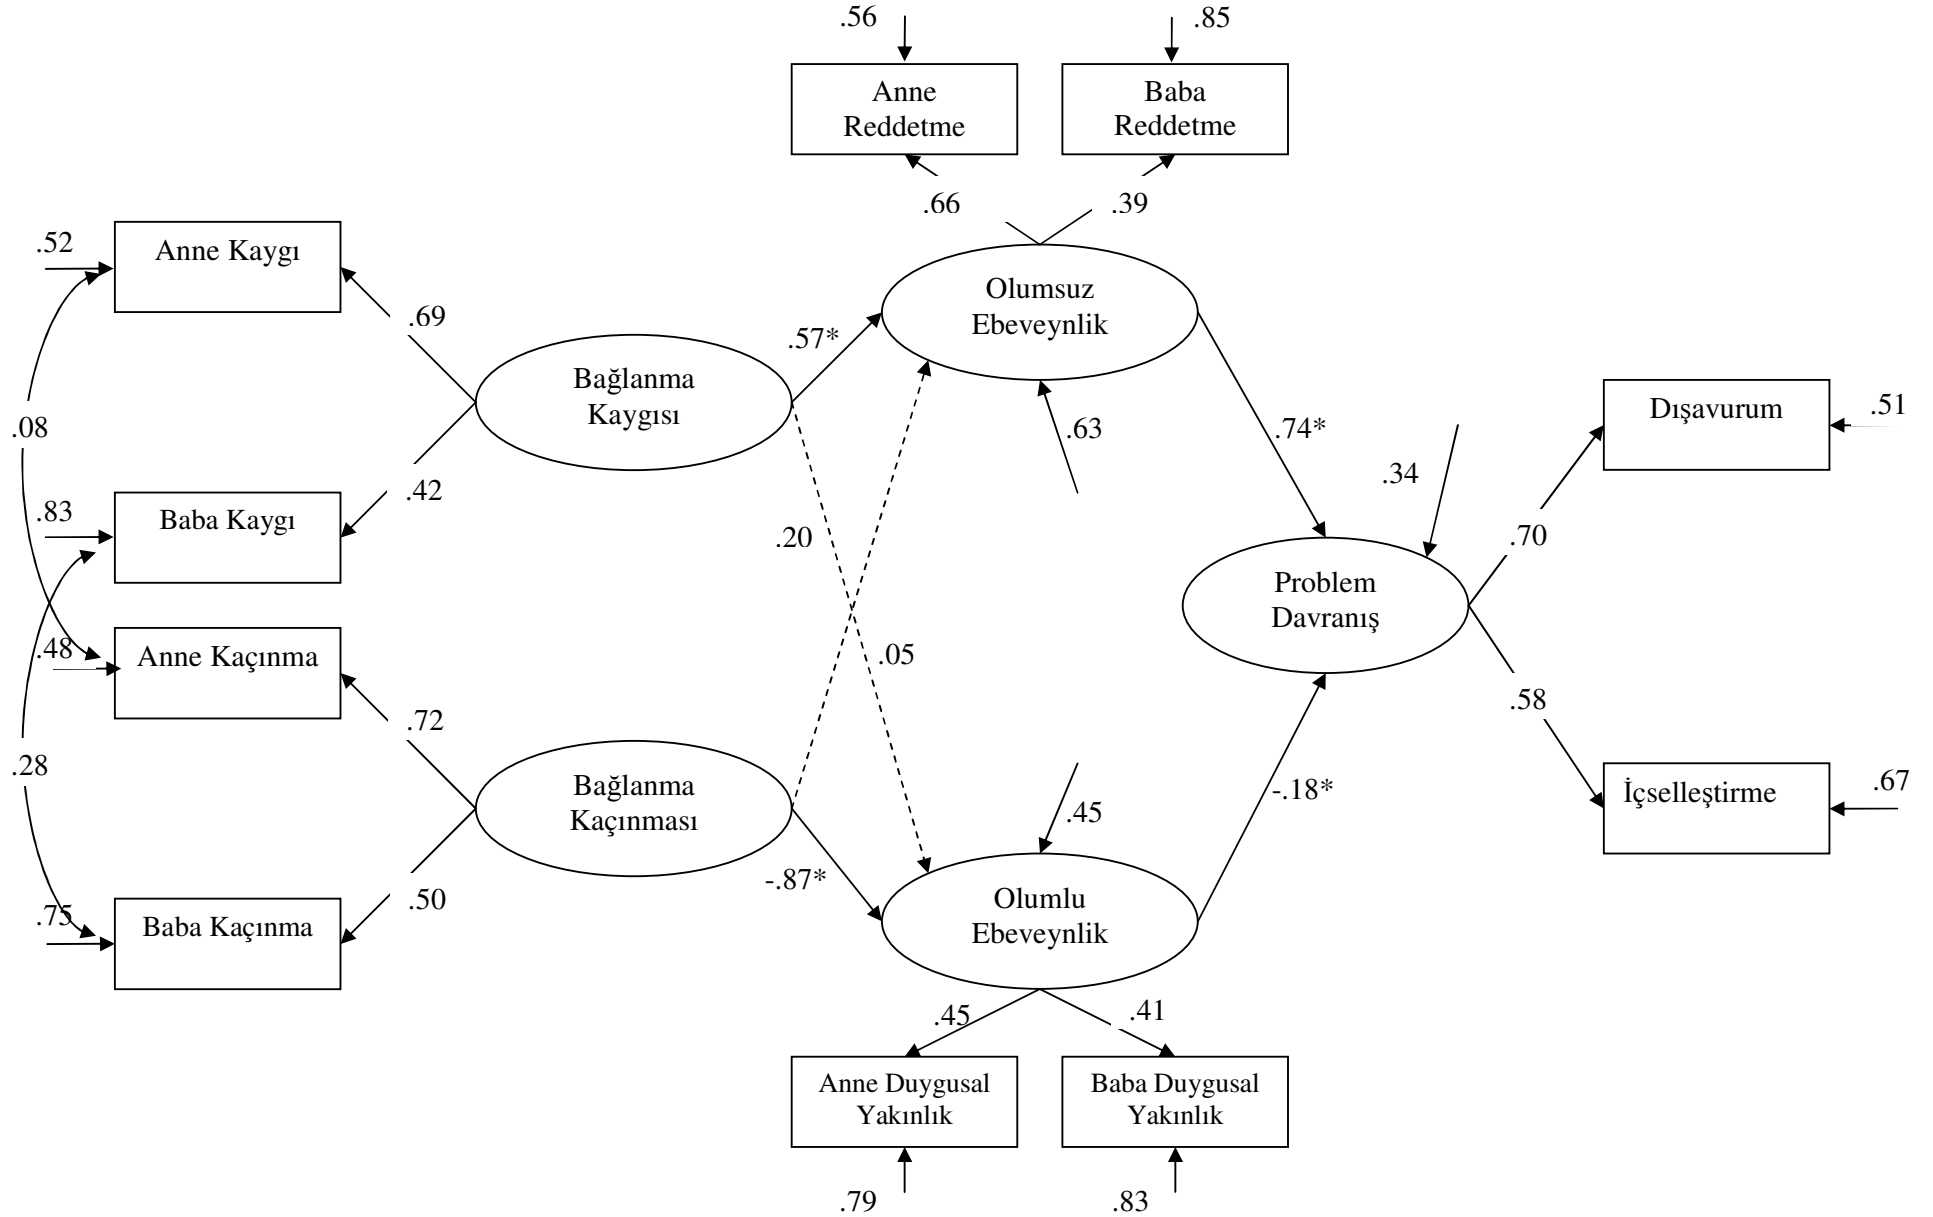 .56
.85
Anne
Reddetme
Baba
Reddetme
.66
.39
.52
Anne Kaygı
.69
Olumsuz
Ebeveynlik
.57*
Bağlanma
Kaygısı
.08
.63
.74*
Dışavurum
.51
.34
.42
.83
Baba Kaygı
.20
.70
Problem
Davranış
.48
Anne Kaçınma
.05
.72
.58
.28
Bağlanma
Kaçınması
.45
-.18*
İçselleştirme
.67
-.87*
.50
.75
Baba Kaçınma
Olumlu
Ebeveynlik
.45
.41
Anne Duygusal
Yakınlık
Baba Duygusal
Yakınlık
.79
.83